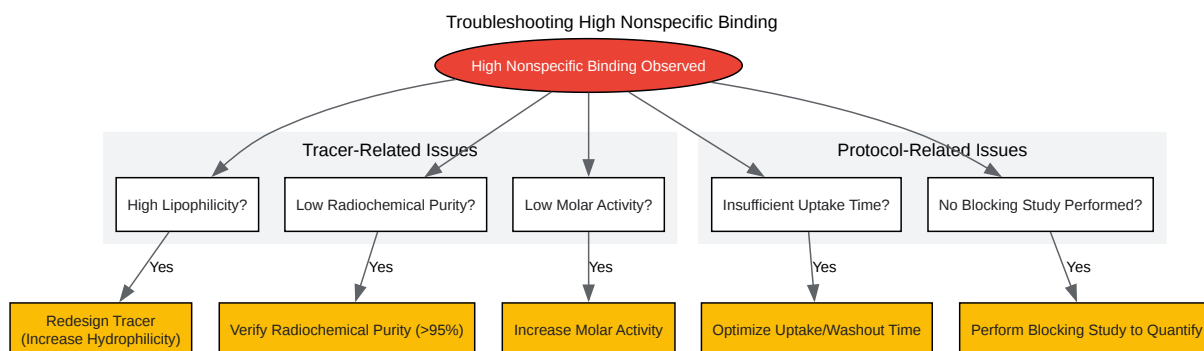 Troubleshooting High Nonspecific Binding
High Nonspecific Binding Observed
Tracer-Related Issues
Protocol-Related Issues
High Lipophilicity?
Low Radiochemical Purity?
Low Molar Activity?
Insufficient Uptake Time?
No Blocking Study Performed?
Yes
Yes
Yes
Yes
Yes
Redesign Tracer
(Increase Hydrophilicity)
Verify Radiochemical Purity (>95%)
Increase Molar Activity
Optimize Uptake/Washout Time
Perform Blocking Study to Quantify